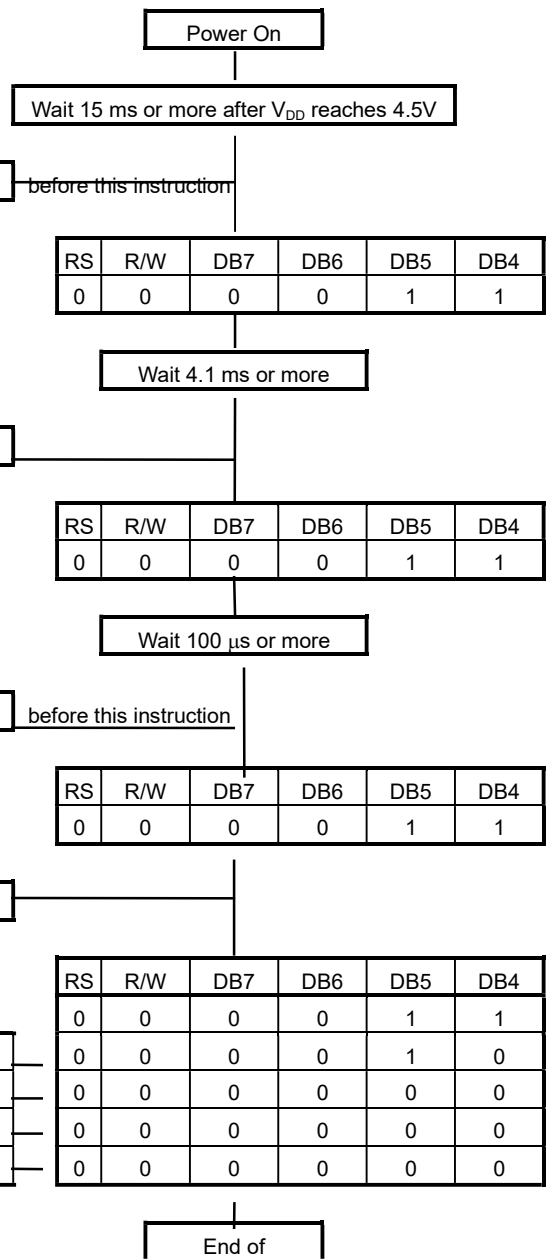 Power On
Wait 15 ms or more after VDD reaches 4.5V
before this instruction
RS R/W DB7 DB6 DB5 DB4
0 0 0 0 1 1
Wait 4.1 ms or more
RS R/W DB7 DB6 DB5 DB4
0 0 0 0 1 1
Wait 100 μs or more
before this instruction
RS R/W DB7 DB6 DB5 DB4
0 0 0 0 1 1
RS R/W DB7 DB6 DB5 DB4
0 0 0 0 1 1
0 0 0 0 1 0
0 0 0 0 0 0
0 0 0 0 0 0
0 0 0 0 0 0
End of